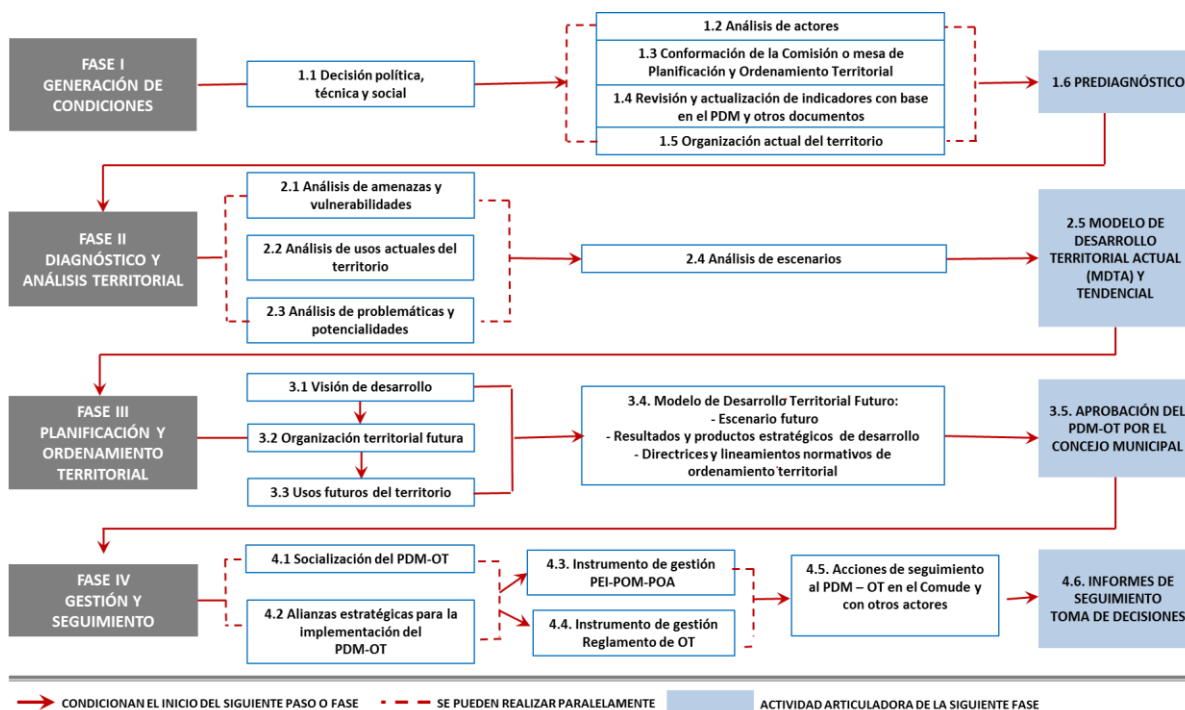 FASE I
GENERACIÓN DE
CONDICIONES
1.1 Decisión política,
técnica y social
1.2 Análisis de actores
1.3 Conformación de la Comisión o mesa de
Planificación y Ordenamiento Territorial
1.4 Revisión y actualización de indicadores con base
en el PDM y otros documentos
1.5 Organización actual del territorio
1.6 PREDIAGNÓSTICO
FASE II
DIAGNÓSTICO Y
ANÁLISIS TERRITORIAL
2.1 Análisis de amenazas y
vulnerabilidades
2.2 Análisis de usos actuales del
territorio
2.3 Análisis de problemáticas y
potencialidades
2.4 Análisis de escenarios
2.5 MODELO DE
DESARROLLO
TERRITORIAL ACTUAL
(MDTA) Y
TENDENCIAL
FASE III
PLANIFICACIÓN Y
ORDENAMIENTO
TERRITORIAL
3.1 Visión de desarrollo
3.2 Organización territorial futura
3.3 Usos futuros del territorio
3.4. Modelo de Desarrollo Territorial Futuro:
- Escenario futuro
- Resultados y productos estratégicos de desarrollo
- Directrices y lineamientos normativos de
ordenamiento territorial
3.5. APROBACIÓN DEL
PDM-OT POR EL
CONCEJO MUNICIPAL
FASE IV
GESTIÓN Y
SEGUIMIENTO
4.1 Socialización del PDM-OT
4.2 Alianzas estratégicas para la
implementación del
PDM-OT
4.3. Instrumento de gestión
PEI-POM-POA
4.4. Instrumento de gestión
Reglamento de OT
4.5. Acciones de seguimiento
al PDM – OT en el Comude y
con otros actores
4.6. INFORMES DE
SEGUIMIENTO
TOMA DE DECISIONES
CONDICIONAN EL INICIO DEL SIGUIENTE PASO O FASE
SE PUEDEN REALIZAR PARALELAMENTE
ACTIVIDAD ARTICULADORA DE LA SIGUIENTE FASE